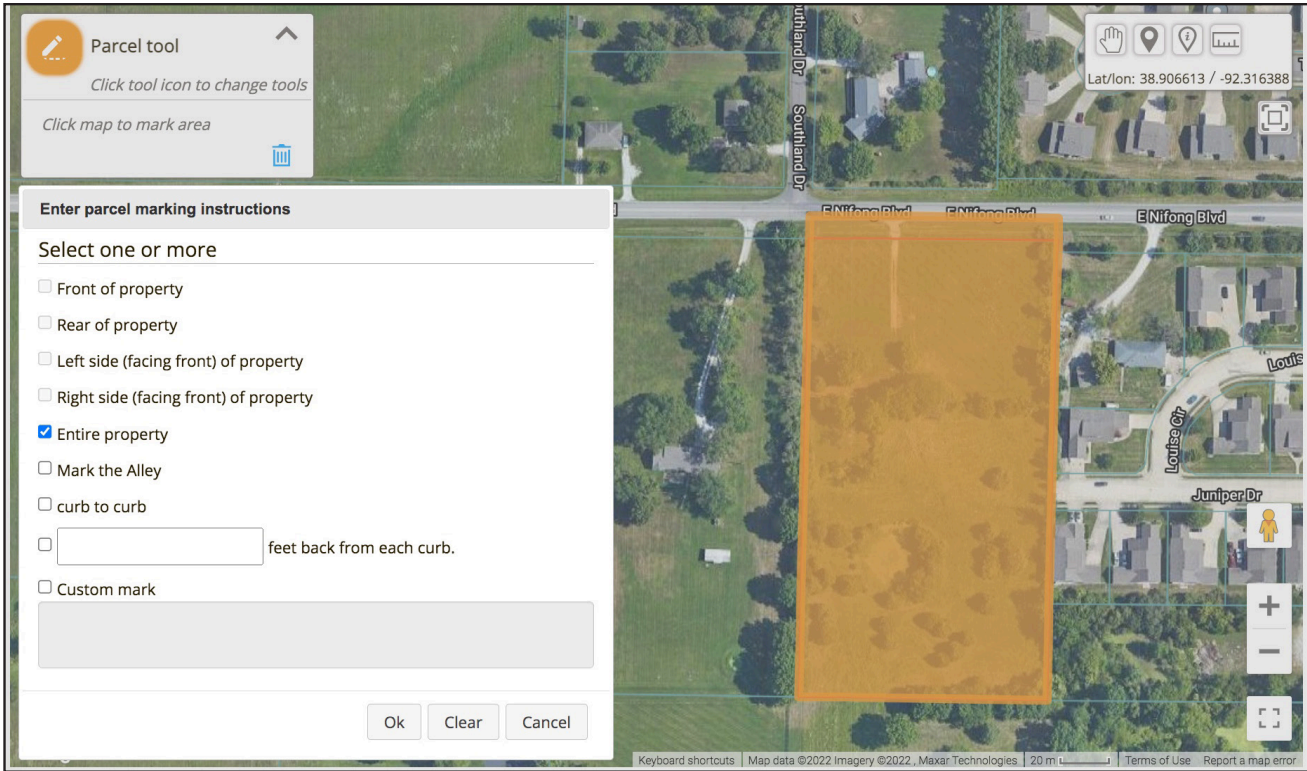 Parcel tool
Click tool icon to change tools
Click map to mark area
Enter parcel marking instructions
Select one or more
Front of property
Rear of property
Left side (facing front) of property
Right side (facing front) of property
Entire property
Mark the Alley
curb to curb
feet back from each curb.
Custom mark
Ok Clear Cancel
Southland Dr
Southland Dr
Lat/lon: 38.906613 / -92.316388
E Nifong Blvd E Nifong Blvd E Nifong Blvd
Louise Cir
Juniper Dr
Keyboard shortcuts Map data ©2022 Imagery ©2022 , Maxar Technologies 20 m Terms of Use Report a map error